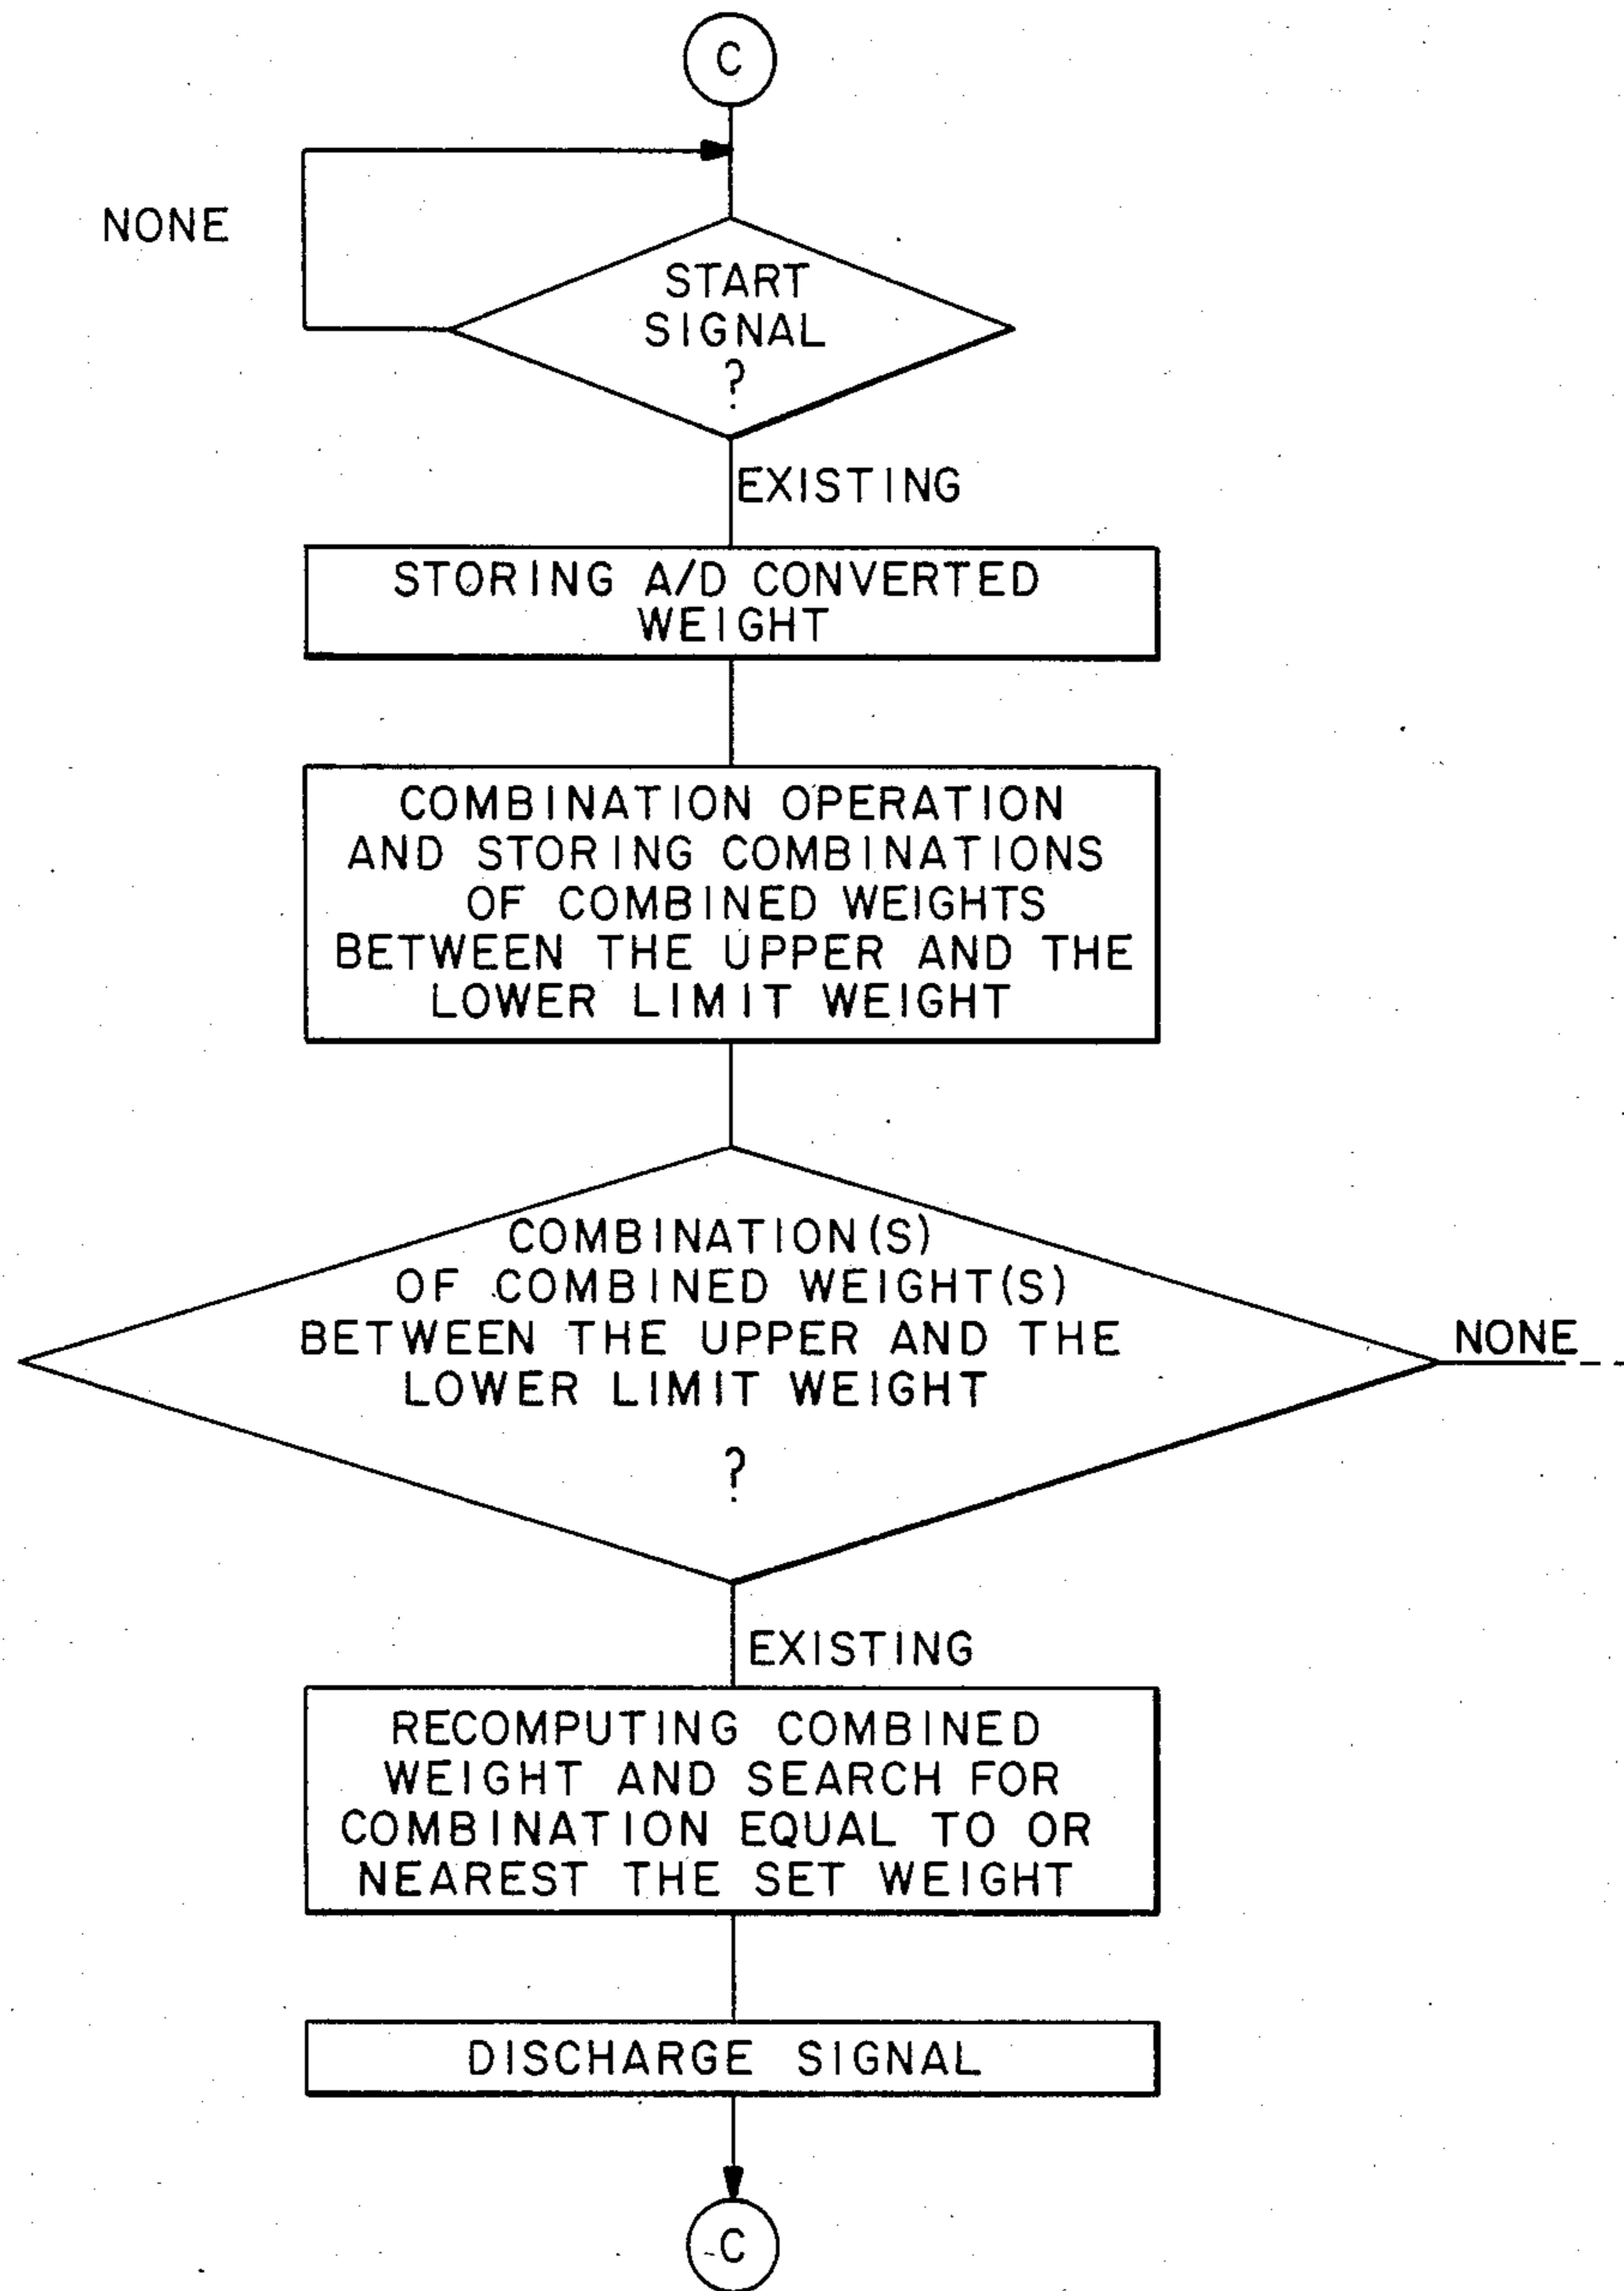 C
NONE
START
SIGNAL
?
EXISTING
STORING A/D CONVERTED
WEIGHT
COMBINATION OPERATION
AND STORING COMBINATIONS
OF COMBINED WEIGHTS
BETWEEN THE UPPER AND THE
LOWER LIMIT WEIGHT
COMBINATION(S)
OF COMBINED WEIGHT(S)
BETWEEN THE UPPER AND THE
LOWER LIMIT WEIGHT
?
NONE
EXISTING
RECOMPUTING COMBINED
WEIGHT AND SEARCH FOR
COMBINATION EQUAL TO OR
NEAREST THE SET WEIGHT
DISCHARGE SIGNAL
C